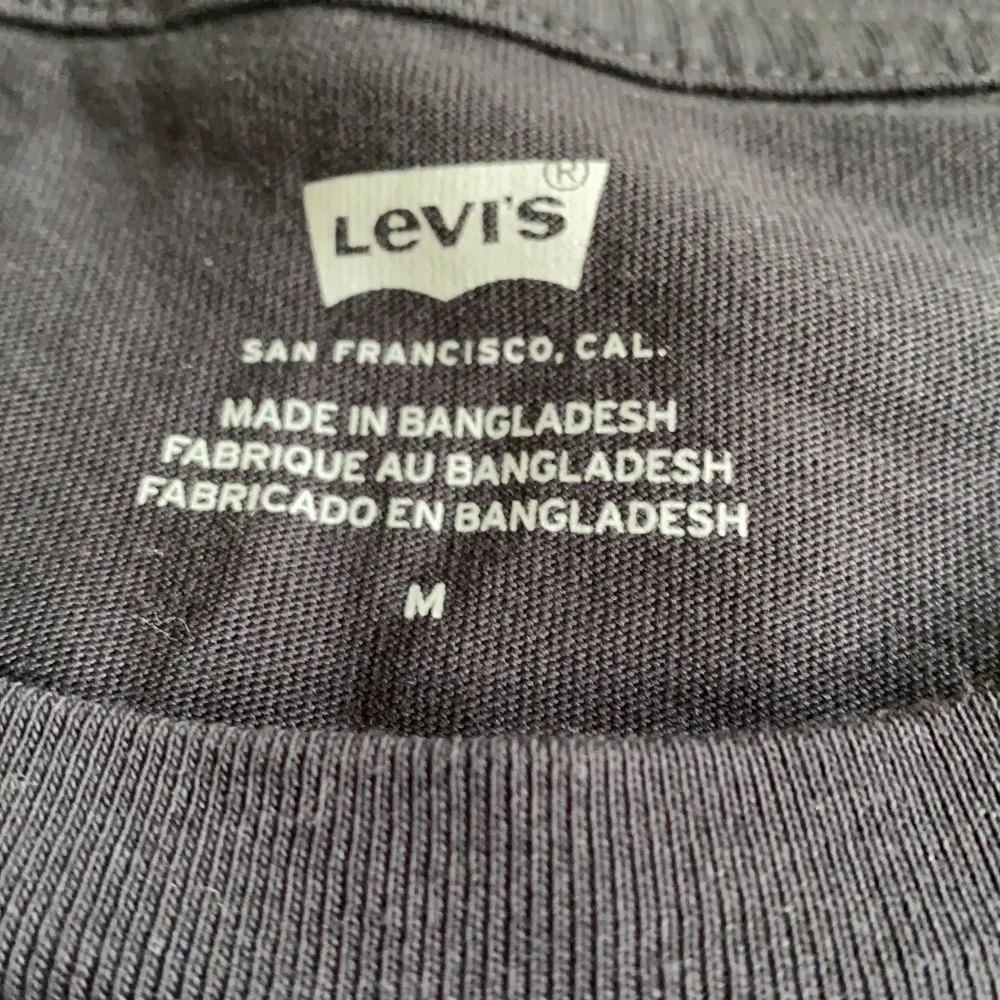 Levi's ®
SAN FRANCISCO, CAL.
MADE IN BANGLADESH
FABRIQUE AU BANGLADESH
FABRICADO EN BANGLADESH
M